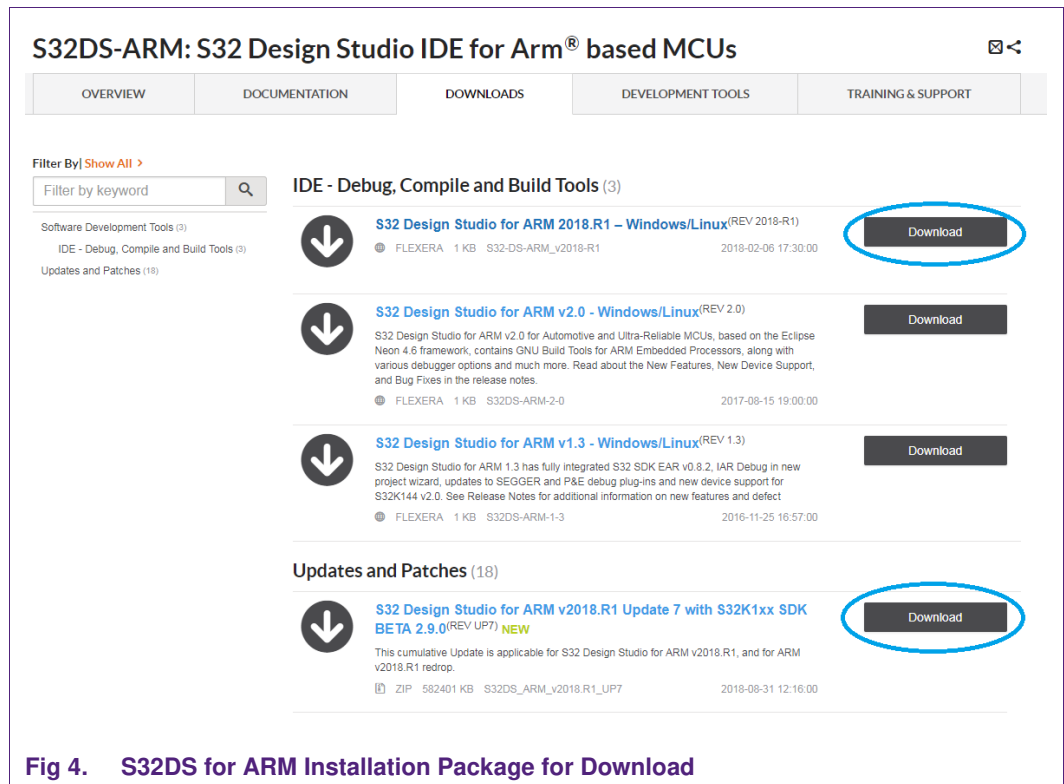 S32DS-ARM: S32 Design Studio IDE for Arm® based MCUs
OVERVIEW DOCUMENTATION DOWNLOADS DEVELOPMENT TOOLS TRAINING & SUPPORT
Filter By| Show All >
Filter by keyword
Software Development Tools (3)
IDE - Debug, Compile and Build Tools (3)
Updates and Patches (18)
IDE - Debug, Compile and Build Tools (3)
S32 Design Studio for ARM 2018.R1 – Windows/Linux(REV 2018-R1)
Download
FLEXERA 1 KB S32-DS-ARM_v2018-R1 2018-02-06 17:30:00
S32 Design Studio for ARM v2.0 - Windows/Linux(REV 2.0)
Download
S32 Design Studio for ARM v2.0 for Automotive and Ultra-Reliable MCUs, based on the Eclipse
Neon 4.6 framework, contains GNU Build Tools for ARM Embedded Processors, along with
various debugger options and much more. Read about the New Features, New Device Support,
and Bug Fixes in the release notes.
FLEXERA 1 KB S32DS-ARM-2-0 2017-08-15 19:00:00
S32 Design Studio for ARM v1.3 - Windows/Linux(REV 1.3)
Download
S32 Design Studio for ARM 1.3 has fully integrated S32 SDK EAR v0.8.2, IAR Debug in new
project wizard, updates to SEGGER and P&E debug plug-ins and new device support for
S32K144 v2.0. See Release Notes for additional information on new features and defect
FLEXERA 1 KB S32DS-ARM-1-3 2016-11-25 16:57:00
Updates and Patches (18)
S32 Design Studio for ARM v2018.R1 Update 7 with S32K1xx SDK
BETA 2.9.0(REV UP7) NEW
Download
This cumulative Update is applicable for S32 Design Studio for ARM v2018.R1, and for ARM
v2018.R1 redrop.
ZIP 582401 KB S32DS_ARM_v2018.R1_UP7 2018-08-31 12:16:00
Fig 4. S32DS for ARM Installation Package for Download